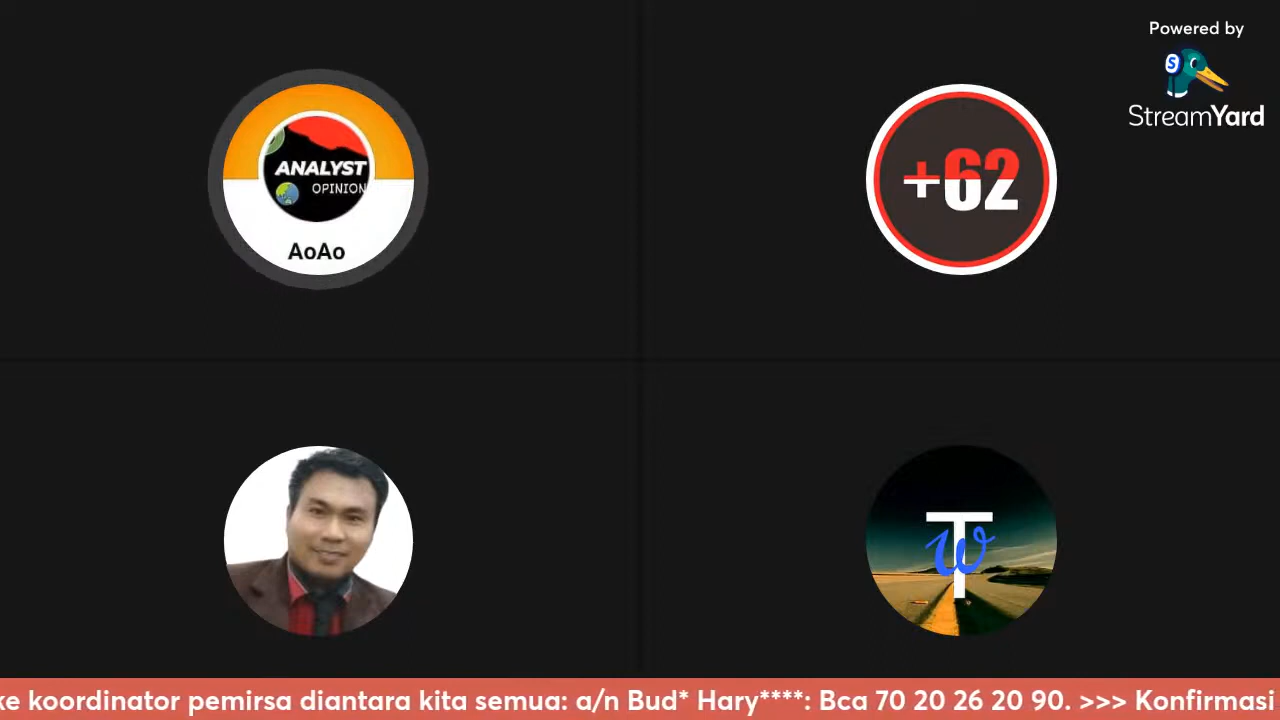 Powered by
StreamYard
ANALYST
OPINION
AoAo
+62
Tw
ke koordinator pemirsa diantara kita semua: a/n Bud* Hary****: Bca 70 20 26 20 90. >>> Konfirmasi